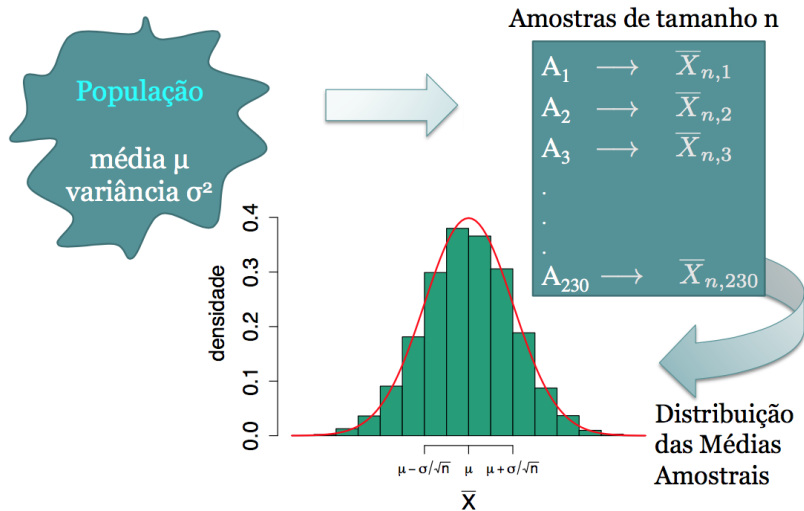 Amostras de tamanho n
População
média μ
variância σ²
A₁ → X̅ₙ,₁
A₂ → X̅ₙ,₂
A₃ → X̅ₙ,₃
.
.
.
A₂₃₀ → X̅ₙ,₂₃₀
densidade
0.4
0.3
0.2
0.1
0.0
μ−σ/√n μ μ+σ/√n
X̅
Distribuição
das Médias
Amostrais